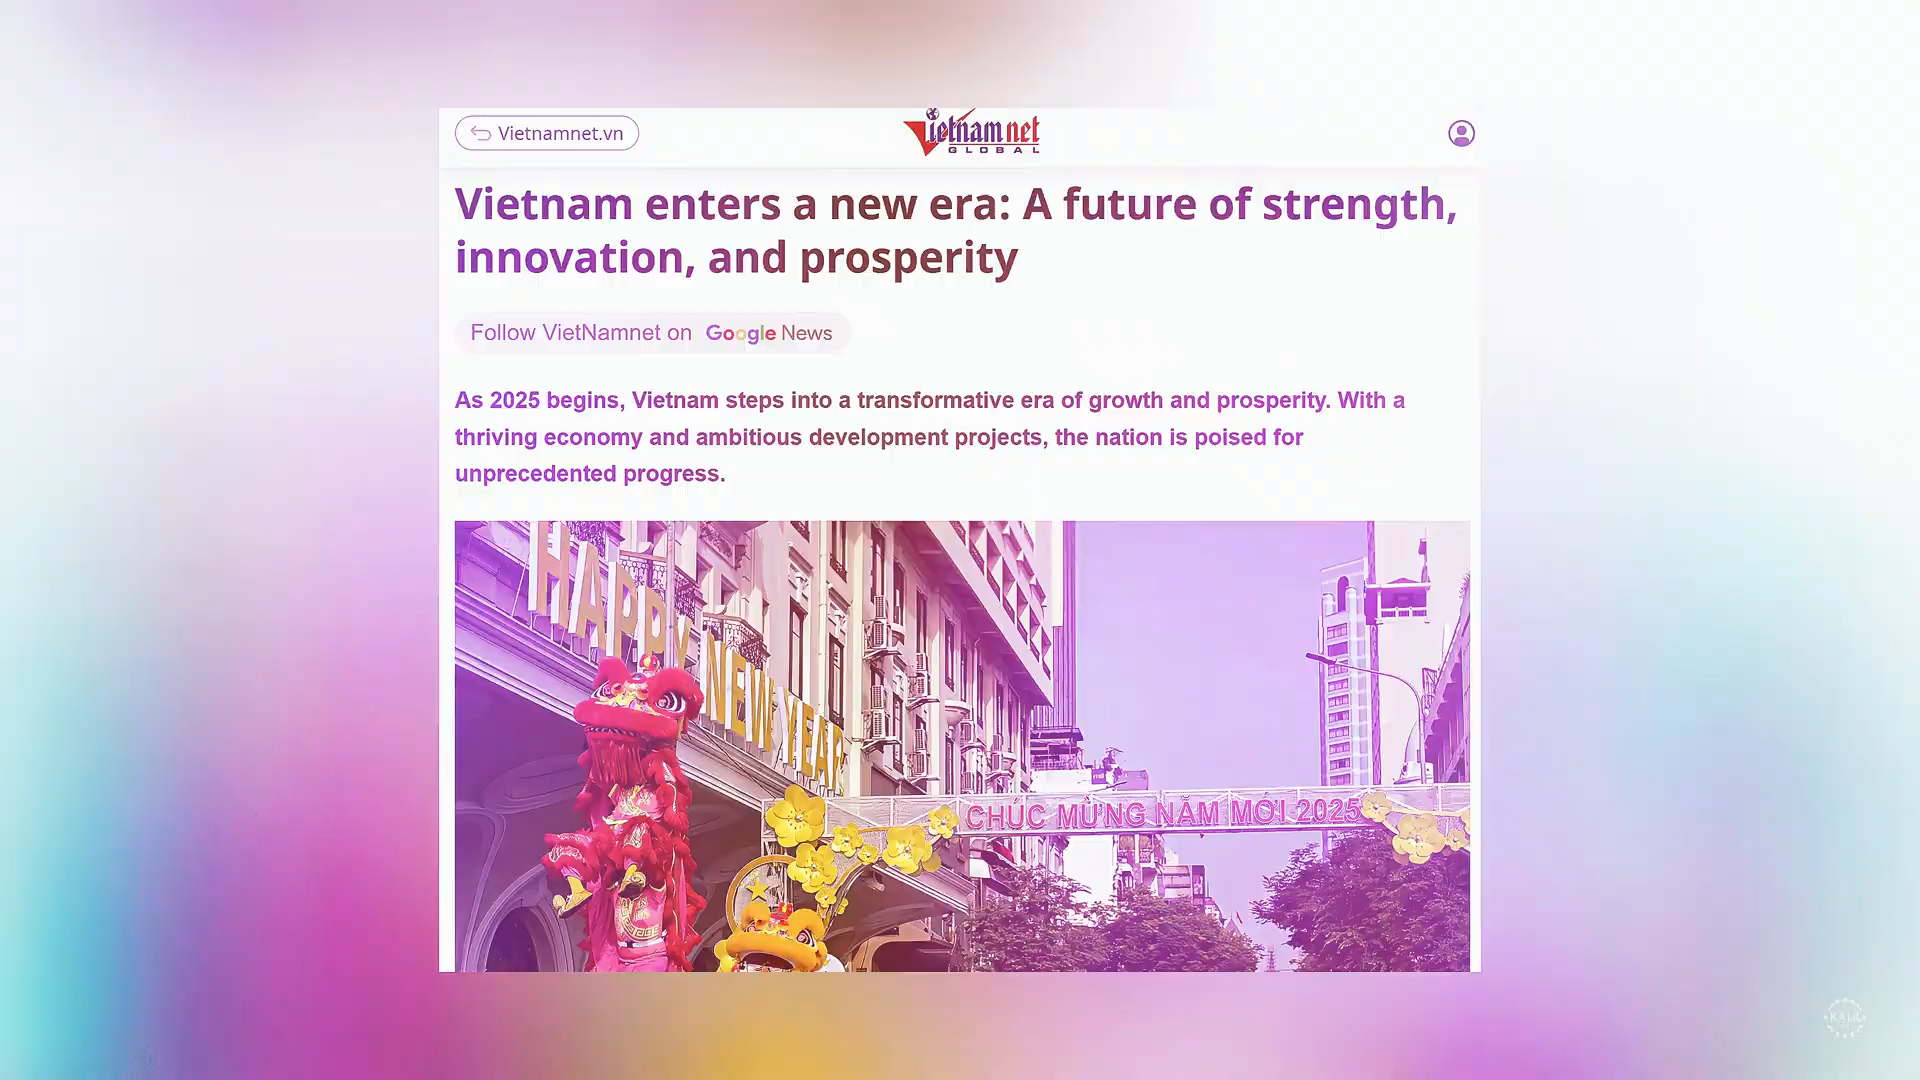 Vietnamnet.vn
Vietnamnet
GLOBAL
Vietnam enters a new era: A future of strength,
innovation, and prosperity
Follow VietNamnet on Google News
As 2025 begins, Vietnam steps into a transformative era of growth and prosperity. With a
thriving economy and ambitious development projects, the nation is poised for
unprecedented progress.
HAPPY NEW YEAR
CHÚC MỪNG NĂM MỚI 2025